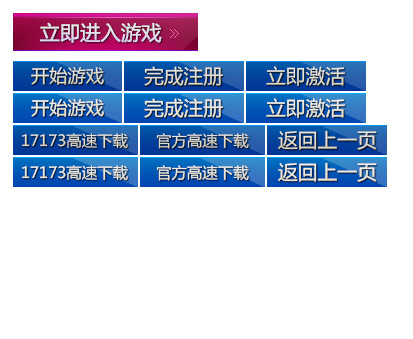 立即进入游戏 »
开始游戏 完成注册 立即激活
开始游戏 完成注册 立即激活
17173高速下载 官方高速下载 返回上一页
17173高速下载 官方高速下载 返回上一页